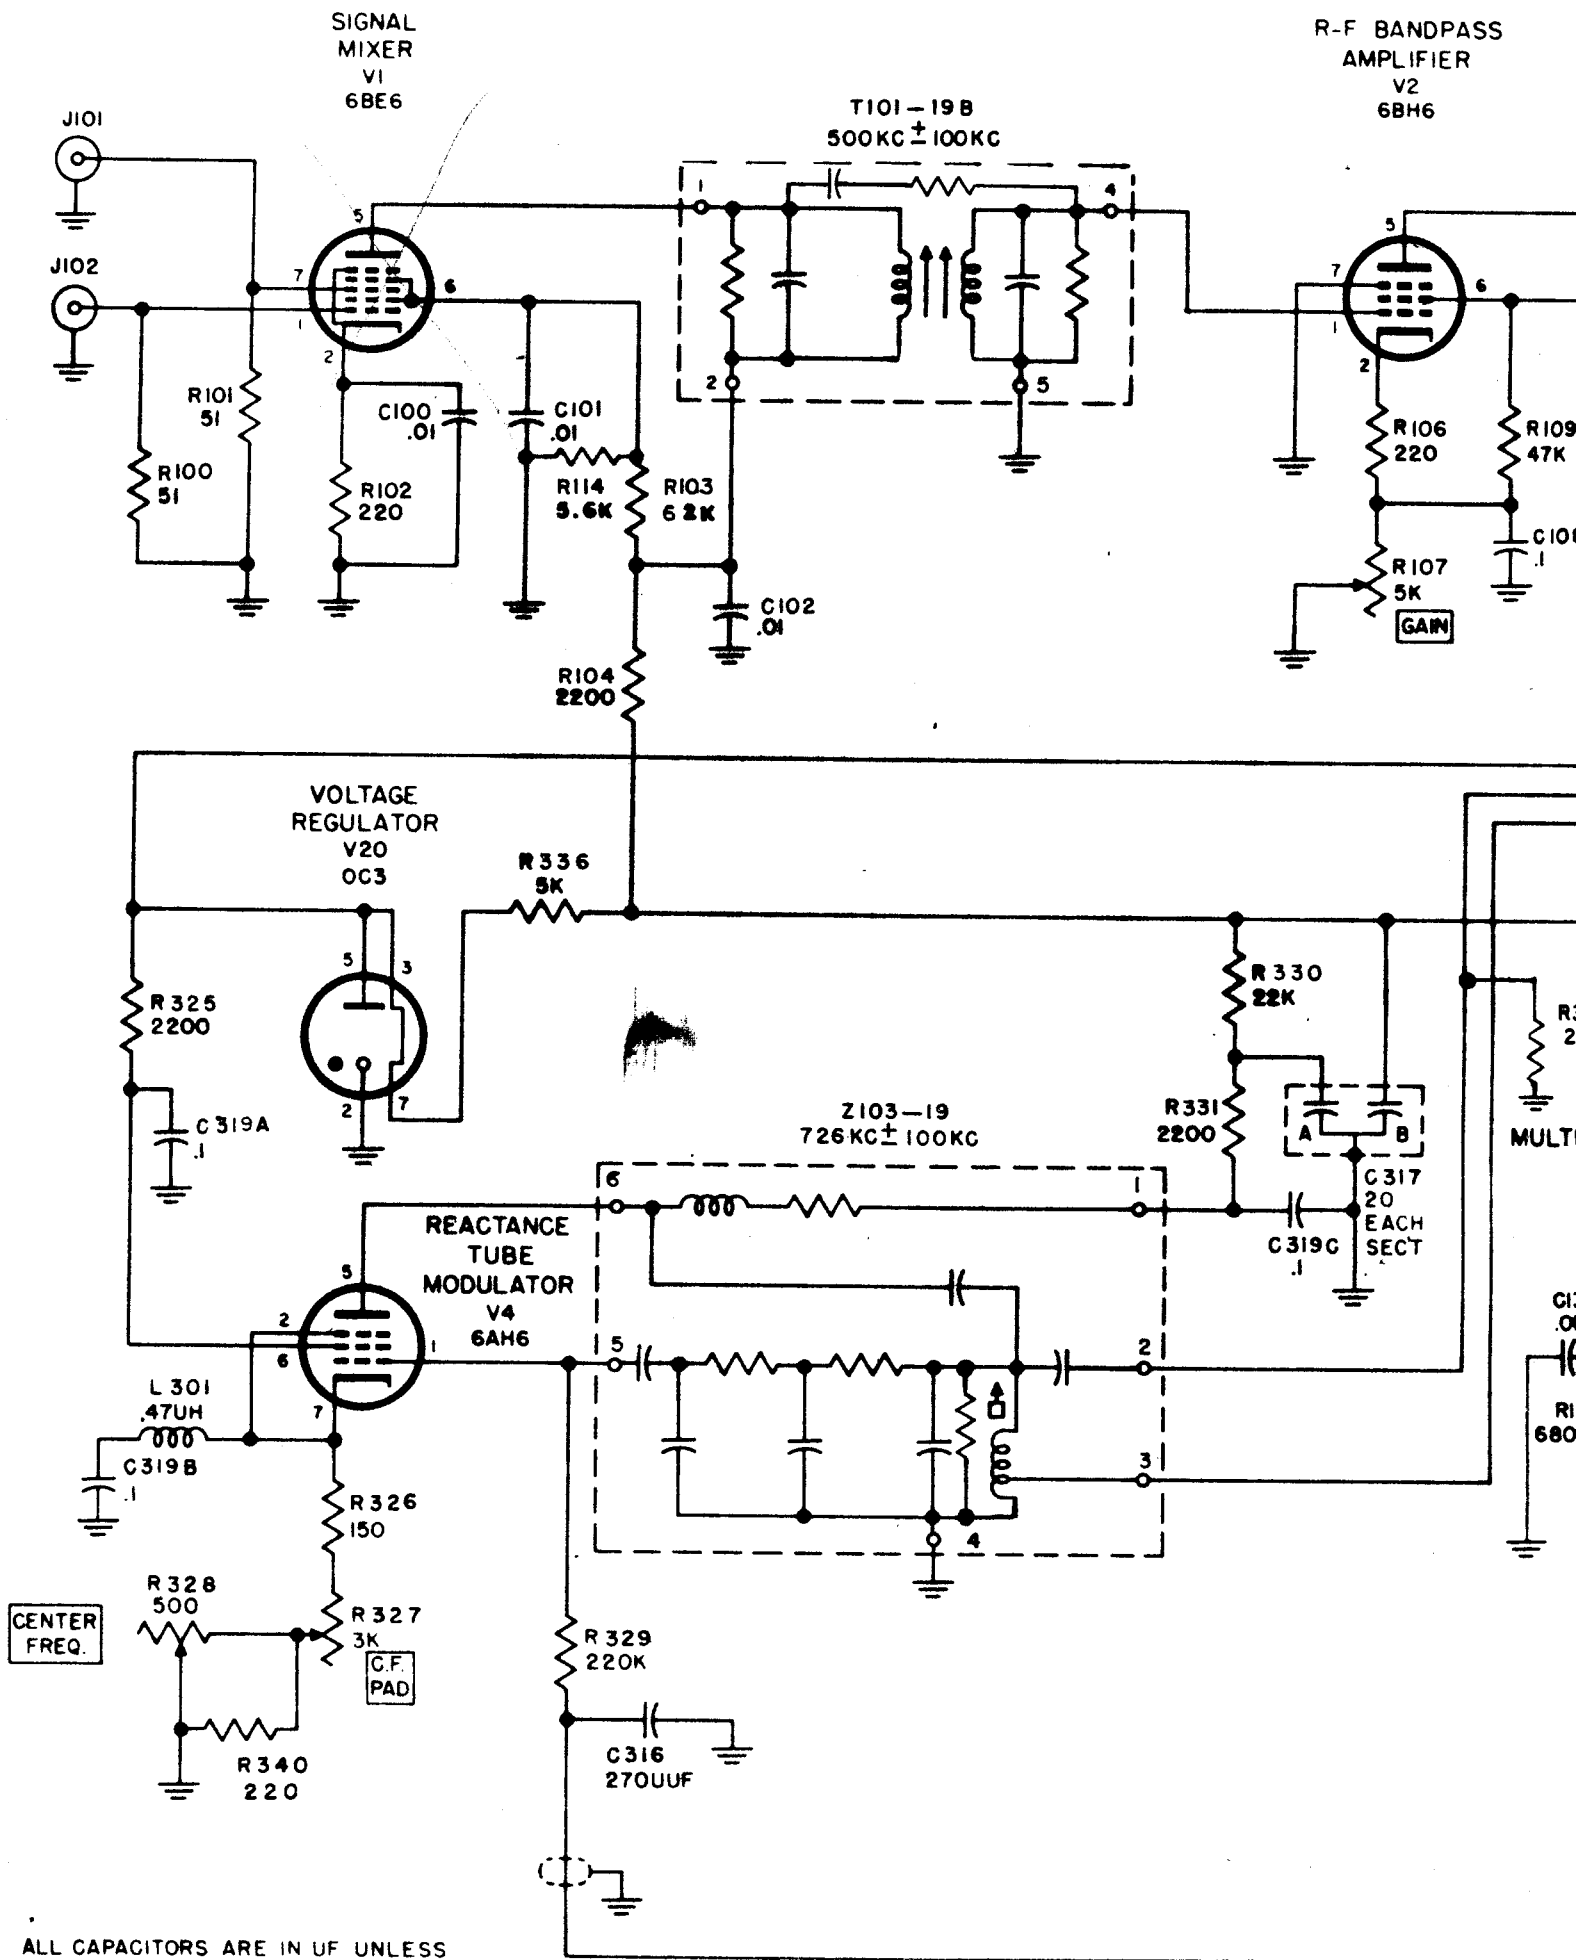 SIGNAL
MIXER
V1
6BE6
R-F BANDPASS
AMPLIFIER
V2
6BH6
J101
T101-19B
500KC ± 100KC
1
4
5
5
J102
7
6
7
6
1
1
2
2
2
5
R101
51
C100
.01
C101
.01
R106
220
R109
47K
R100
51
R102
220
R114
5.6K
R103
62K
R107
5K
GAIN
.1
C102
.01
R104
2200
VOLTAGE
REGULATOR
V20
OC3
R336
5K
5
3
R325
2200
R330
22K
2
7
C319A
.1
Z103-19
726KC ± 100KC
R331
2200
A
B
6
1
C317
20
EACH
SECT
C319C
.1
REACTANCE
TUBE
MODULATOR
V4
6AH6
5
2
6
1
5
2
L301
.47UH
7
C319B
.1
3
R326
150
4
R328
500
CENTER
FREQ.
R327
3K
C.F.
PAD
R329
220K
R340
220
C316
270UUF
ALL CAPACITORS ARE IN UF UNLESS